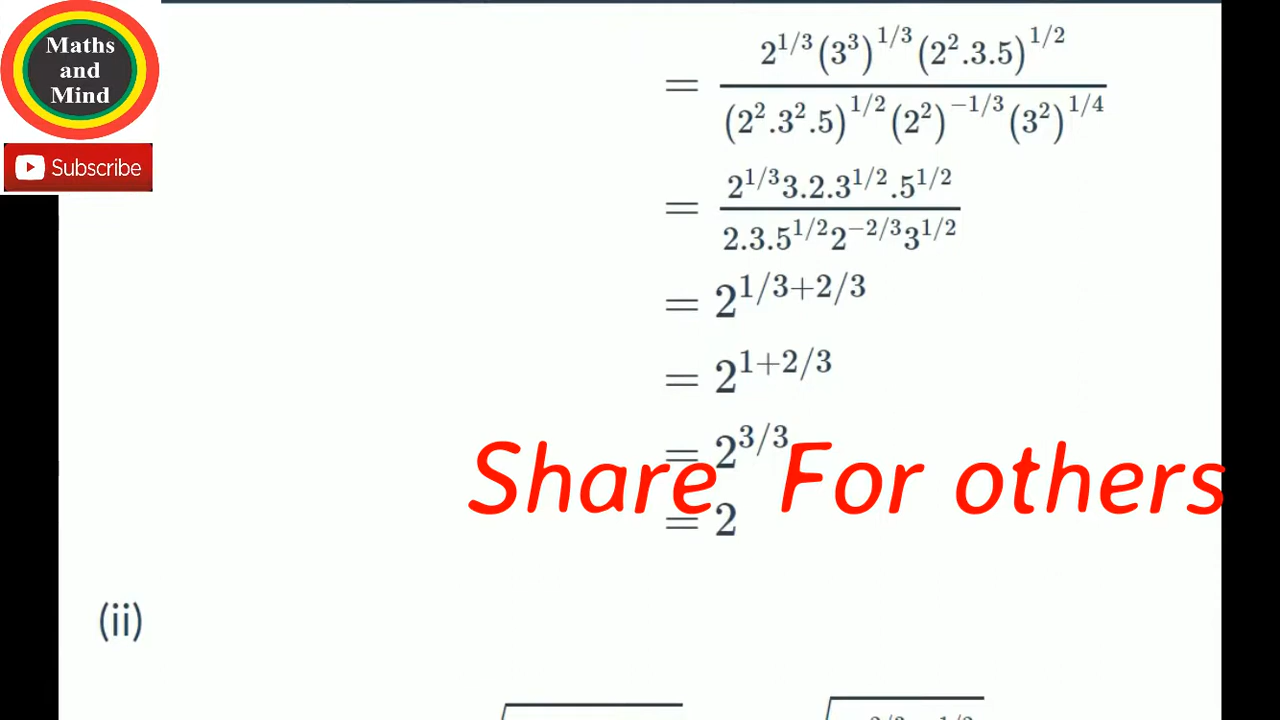 Maths
and
Mind
Subscribe
= \frac{2^{1/3}(3^3)^{1/3}(2^2.3.5)^{1/2}}{(2^2.3^2.5)^{1/2}(2^2)^{-1/3}(3^2)^{1/4}}
= \frac{2^{1/3}3.2.3^{1/2}.5^{1/2}}{2.3.5^{1/2}2^{-2/3}3^{1/2}}
= 2^{1/3+2/3}
= 2^{1+2/3}
= 2^{3/3}
Share For others
= 2
(ii)